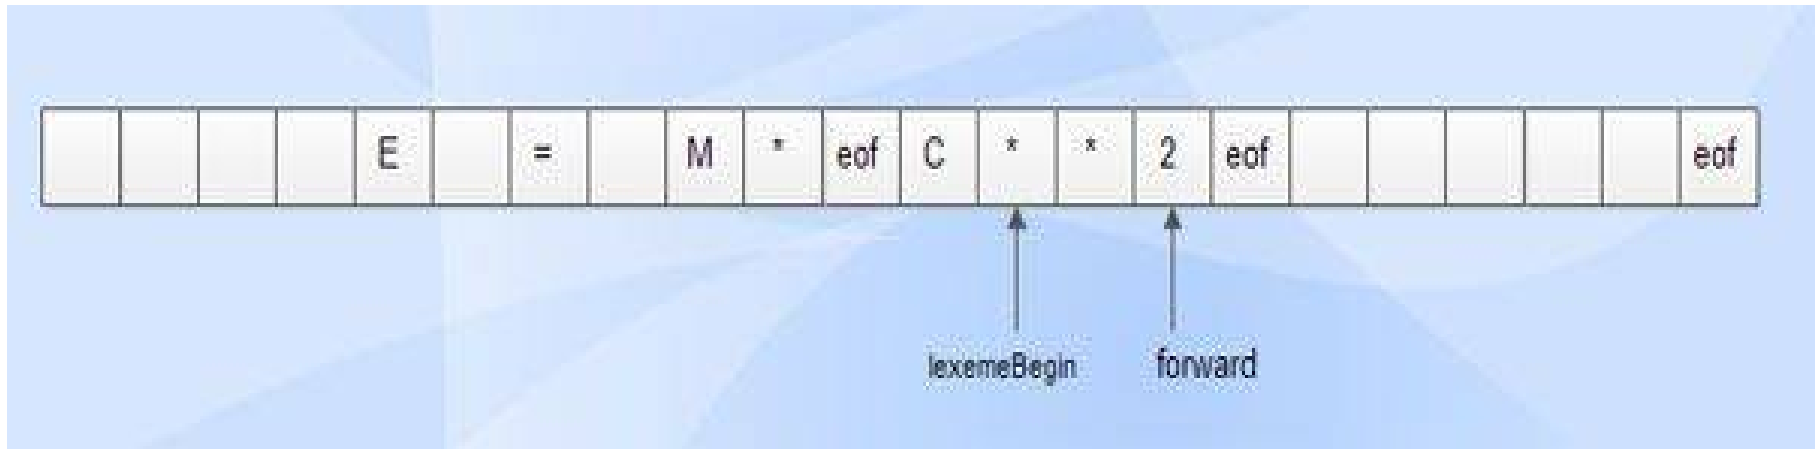 E = M * eof C * * 2 eof eof
lexemeBegin forward